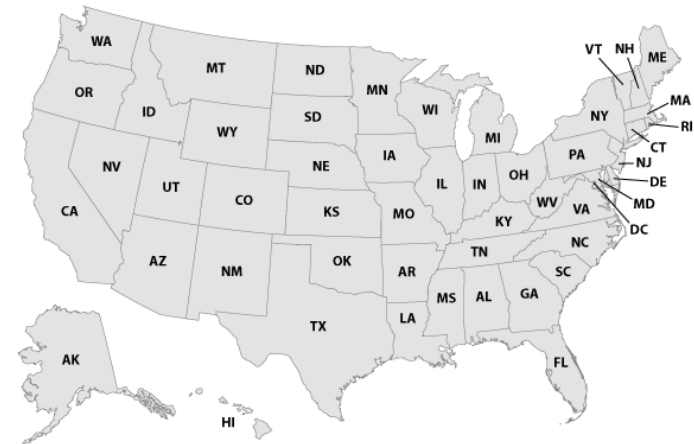 WA
MT
ND
MN
VT
NH
ME
OR
ID
SD
WI
MI
NY
MA
RI
WY
CT
NV
NE
IA
PA
NJ
UT
CO
IL
IN
OH
DE
MD
CA
KS
MO
WV
VA
DC
KY
AZ
NM
OK
AR
TN
NC
SC
MS
AL
GA
TX
LA
AK
FL
HI